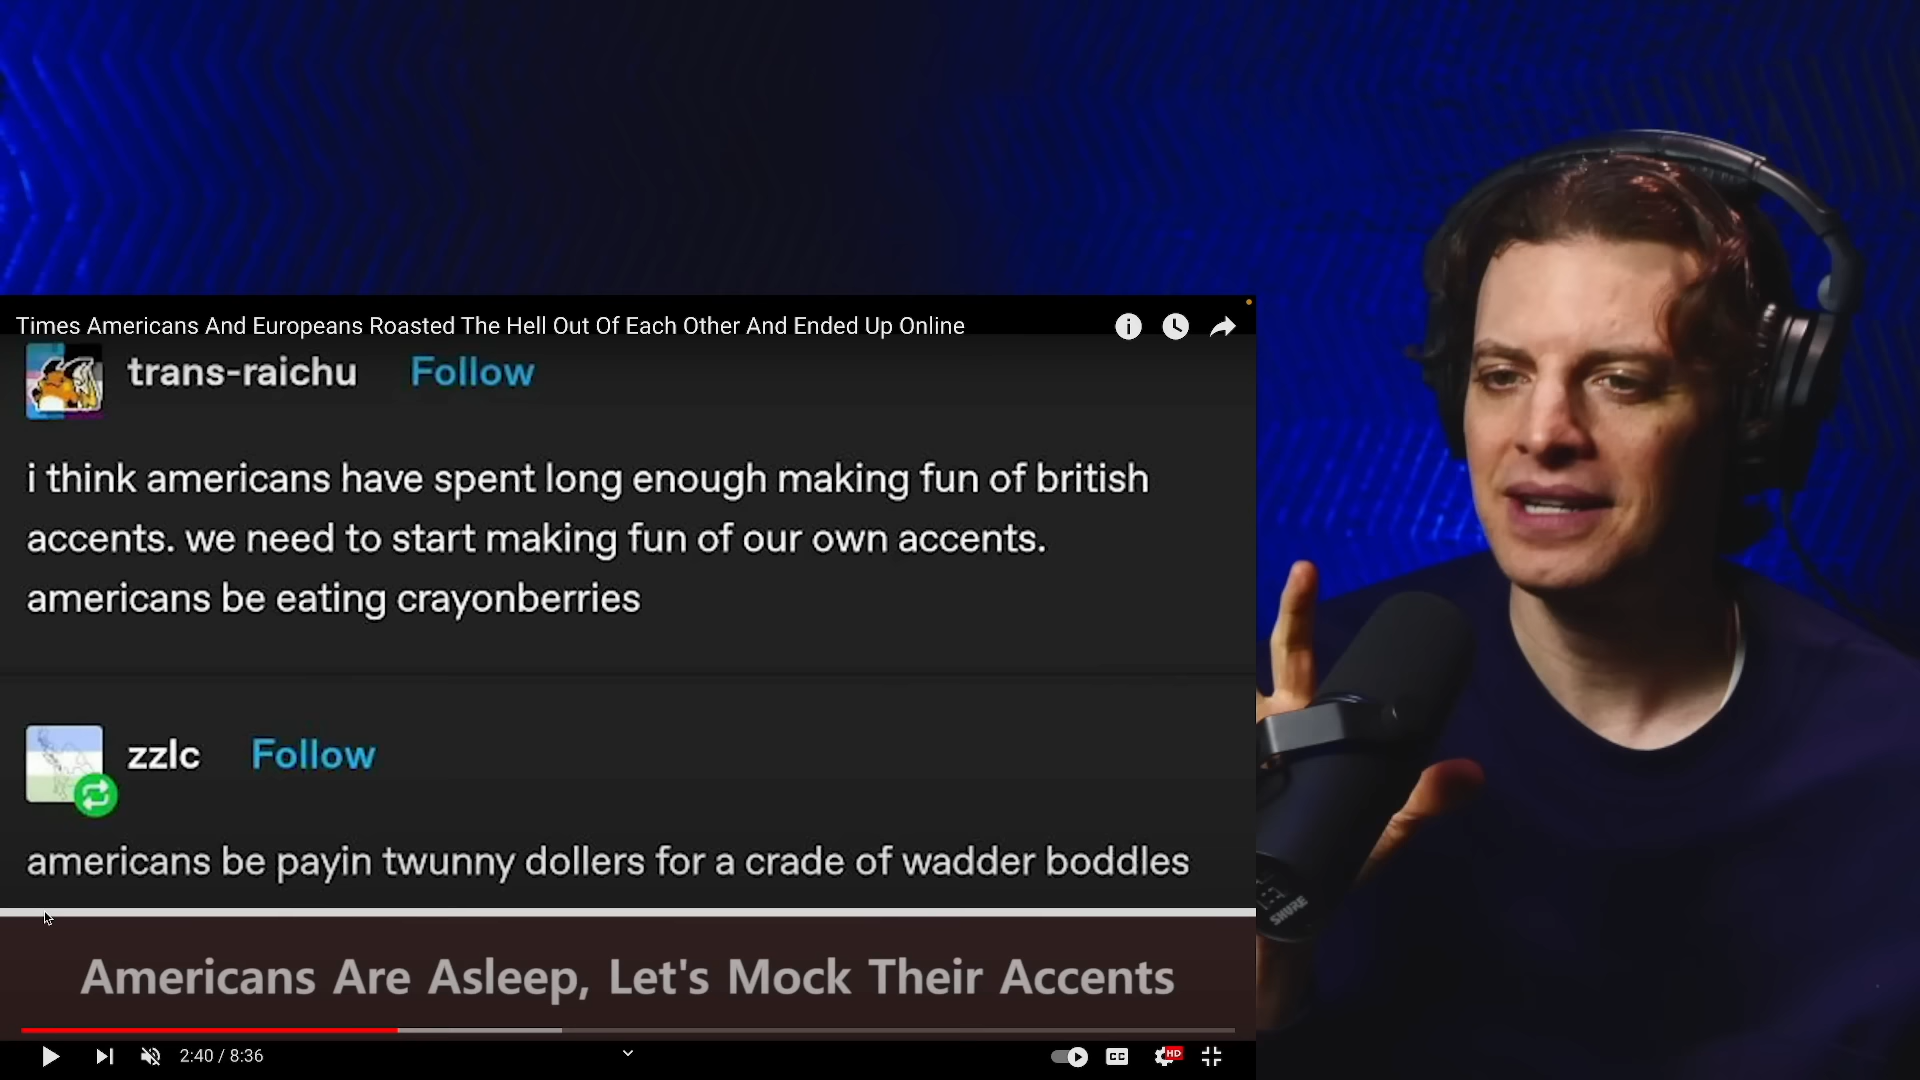 Times Americans And Europeans Roasted The Hell Out Of Each Other And Ended Up Online
trans-raichu Follow
i think americans have spent long enough making fun of british
accents. we need to start making fun of our own accents.
americans be eating crayonberries
zzlc Follow
americans be payin twunny dollers for a crade of wadder boddles
Americans Are Asleep, Let's Mock Their Accents
2:40 / 8:36
CC
HD
SHURE